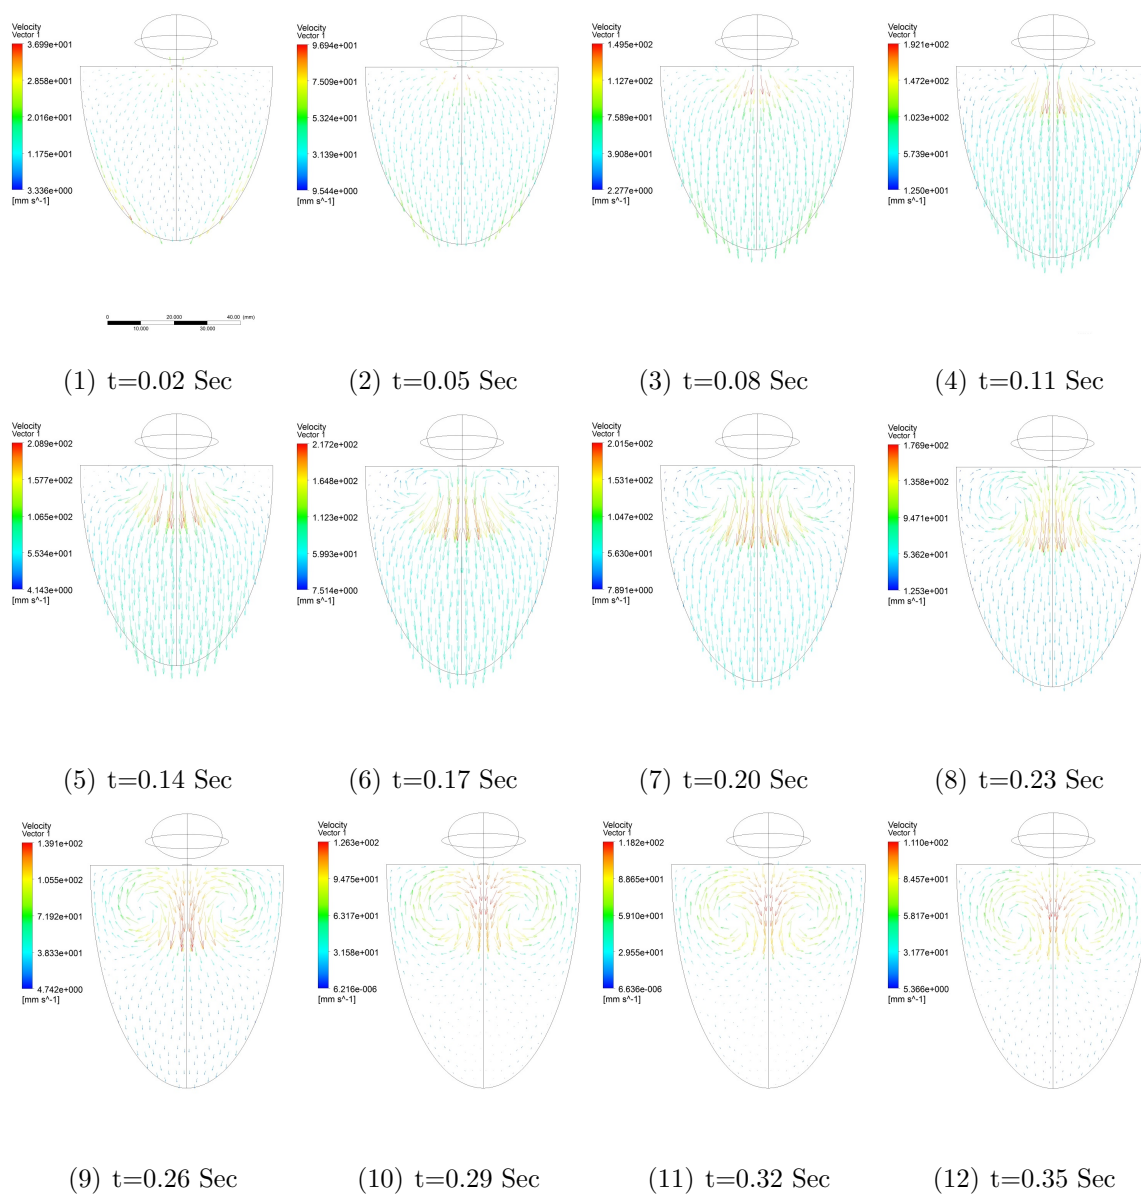 Velocity
Vector 1
3.699e+001
2.858e+001
2.016e+001
1.175e+001
3.336e+000
[mm s^-1]
Velocity
Vector 1
9.694e+001
7.509e+001
5.324e+001
3.139e+001
9.544e+000
[mm s^-1]
Velocity
Vector 1
1.495e+002
1.127e+002
7.589e+001
3.908e+001
2.277e+000
[mm s^-1]
Velocity
Vector 1
1.921e+002
1.472e+002
1.023e+002
5.739e+001
1.250e+001
[mm s^-1]
0 20.000 40.00 (mm)
10.000 30.000
(1) t=0.02 Sec
(2) t=0.05 Sec
(3) t=0.08 Sec
(4) t=0.11 Sec
Velocity
Vector 1
2.089e+002
1.577e+002
1.065e+002
5.534e+001
4.143e+000
[mm s^-1]
Velocity
Vector 1
2.172e+002
1.648e+002
1.123e+002
5.993e+001
7.514e+000
[mm s^-1]
Velocity
Vector 1
2.015e+002
1.531e+002
1.047e+002
5.630e+001
7.891e+000
[mm s^-1]
Velocity
Vector 1
1.769e+002
1.358e+002
9.471e+001
5.362e+001
1.253e+001
[mm s^-1]
(5) t=0.14 Sec
(6) t=0.17 Sec
(7) t=0.20 Sec
(8) t=0.23 Sec
Velocity
Vector 1
1.391e+002
1.055e+002
7.192e+001
3.833e+001
4.742e+000
[mm s^-1]
Velocity
Vector 1
1.263e+002
9.475e+001
6.317e+001
3.158e+001
6.216e-006
[mm s^-1]
Velocity
Vector 1
1.182e+002
8.865e+001
5.910e+001
2.955e+001
6.636e-006
[mm s^-1]
Velocity
Vector 1
1.110e+002
8.457e+001
5.817e+001
3.177e+001
5.366e+000
[mm s^-1]
(9) t=0.26 Sec
(10) t=0.29 Sec
(11) t=0.32 Sec
(12) t=0.35 Sec